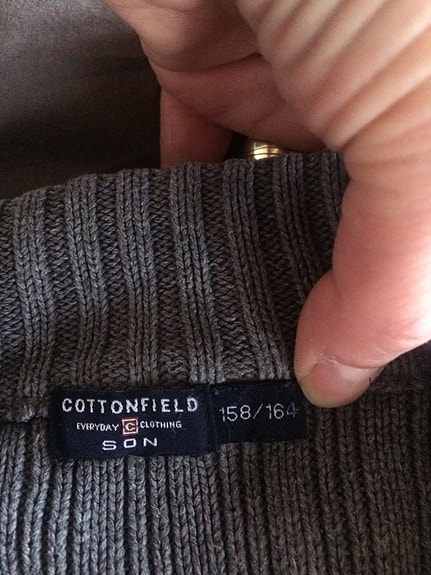 COTTONFIELD
EVERYDAY C CLOTHING
SON
158/164